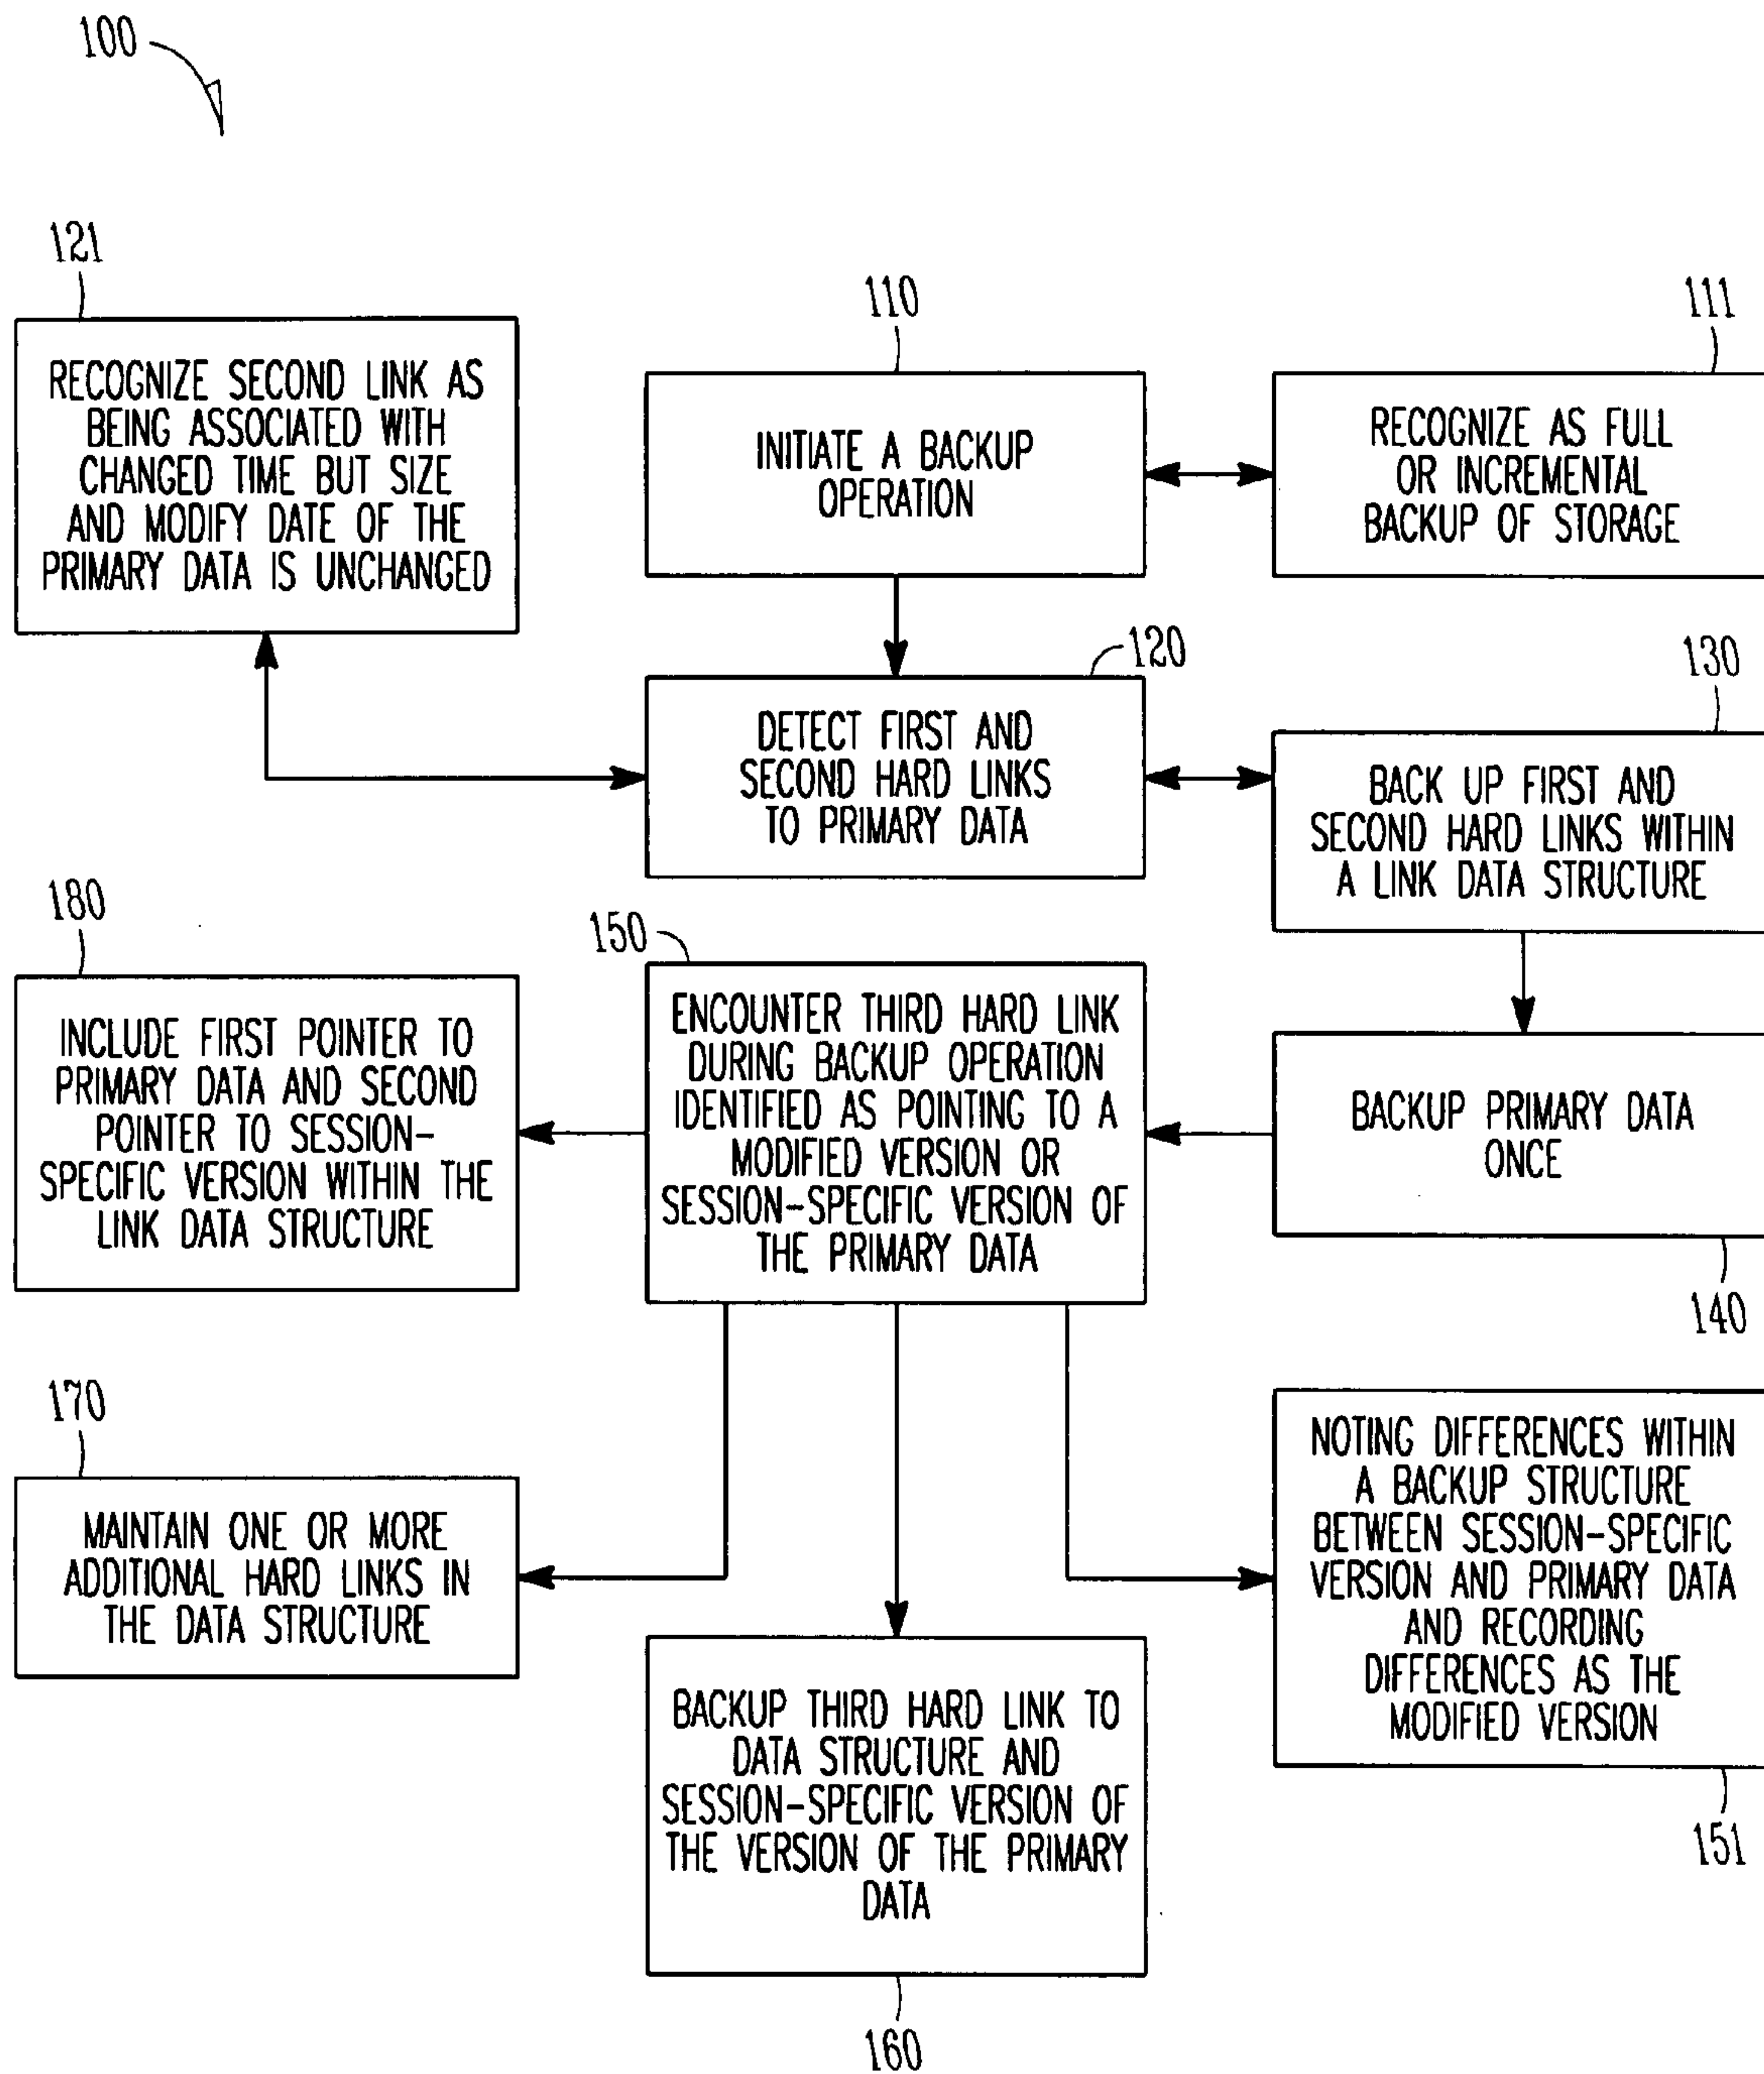 100
121
RECOGNIZE SECOND LINK AS
BEING ASSOCIATED WITH
CHANGED TIME BUT SIZE
AND MODIFY DATE OF THE
PRIMARY DATA IS UNCHANGED
110
INITIATE A BACKUP
OPERATION
111
RECOGNIZE AS FULL
OR INCREMENTAL
BACKUP OF STORAGE
120
DETECT FIRST AND
SECOND HARD LINKS
TO PRIMARY DATA
130
BACK UP FIRST AND
SECOND HARD LINKS WITHIN
A LINK DATA STRUCTURE
180
INCLUDE FIRST POINTER TO
PRIMARY DATA AND SECOND
POINTER TO SESSION-
SPECIFIC VERSION WITHIN THE
LINK DATA STRUCTURE
150
ENCOUNTER THIRD HARD LINK
DURING BACKUP OPERATION
IDENTIFIED AS POINTING TO A
MODIFIED VERSION OR
SESSION-SPECIFIC VERSION OF
THE PRIMARY DATA
BACKUP PRIMARY DATA
ONCE
140
170
MAINTAIN ONE OR MORE
ADDITIONAL HARD LINKS IN
THE DATA STRUCTURE
BACKUP THIRD HARD LINK TO
DATA STRUCTURE AND
SESSION-SPECIFIC VERSION OF
THE VERSION OF THE PRIMARY
DATA
160
NOTING DIFFERENCES WITHIN
A BACKUP STRUCTURE
BETWEEN SESSION-SPECIFIC
VERSION AND PRIMARY DATA
AND RECORDING
DIFFERENCES AS THE
MODIFIED VERSION
151